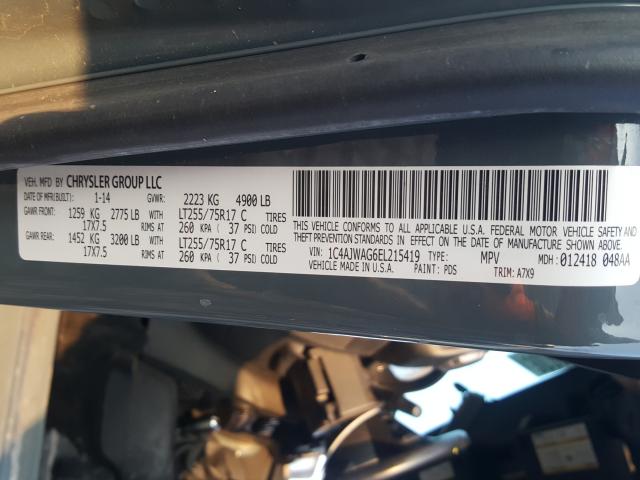 VEH. MFD BY CHRYSLER GROUP LLC
DATE OF MFR(BUILT): 1-14 GVWR: 2223 KG 4900 LB
GAWR FRONT: 1259 KG 2775 LB WITH LT255/75R17 C TIRES
17X7.5 RIMS AT 260 KPA ( 37 PSI) COLD
GAWR REAR: 1452 KG 3200 LB WITH LT255/75R17 C TIRES
17X7.5 RIMS AT 260 KPA ( 37 PSI) COLD
THIS VEHICLE CONFORMS TO ALL APPLICABLE U.S.A. FEDERAL MOTOR VEHICLE SAFETY
AND THEFT PREVENTION STANDARDS IN EFFECT ON THE DATE OF MANUFACTURE SHOWN ABOVE.
VIN: 1C4AJWAG6EL215419 TYPE: MPV MDH: 012418 048AA
MADE IN U.S.A. PAINT: PDS TRIM: A7X9